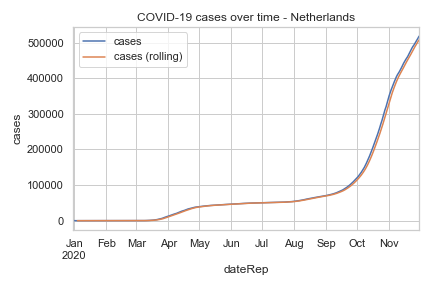 COVID-19 cases over time - Netherlands
cases
cases (rolling)
500000
400000
300000
200000
100000
0
cases
Jan Feb Mar Apr May Jun Jul Aug Sep Oct Nov
2020
dateRep